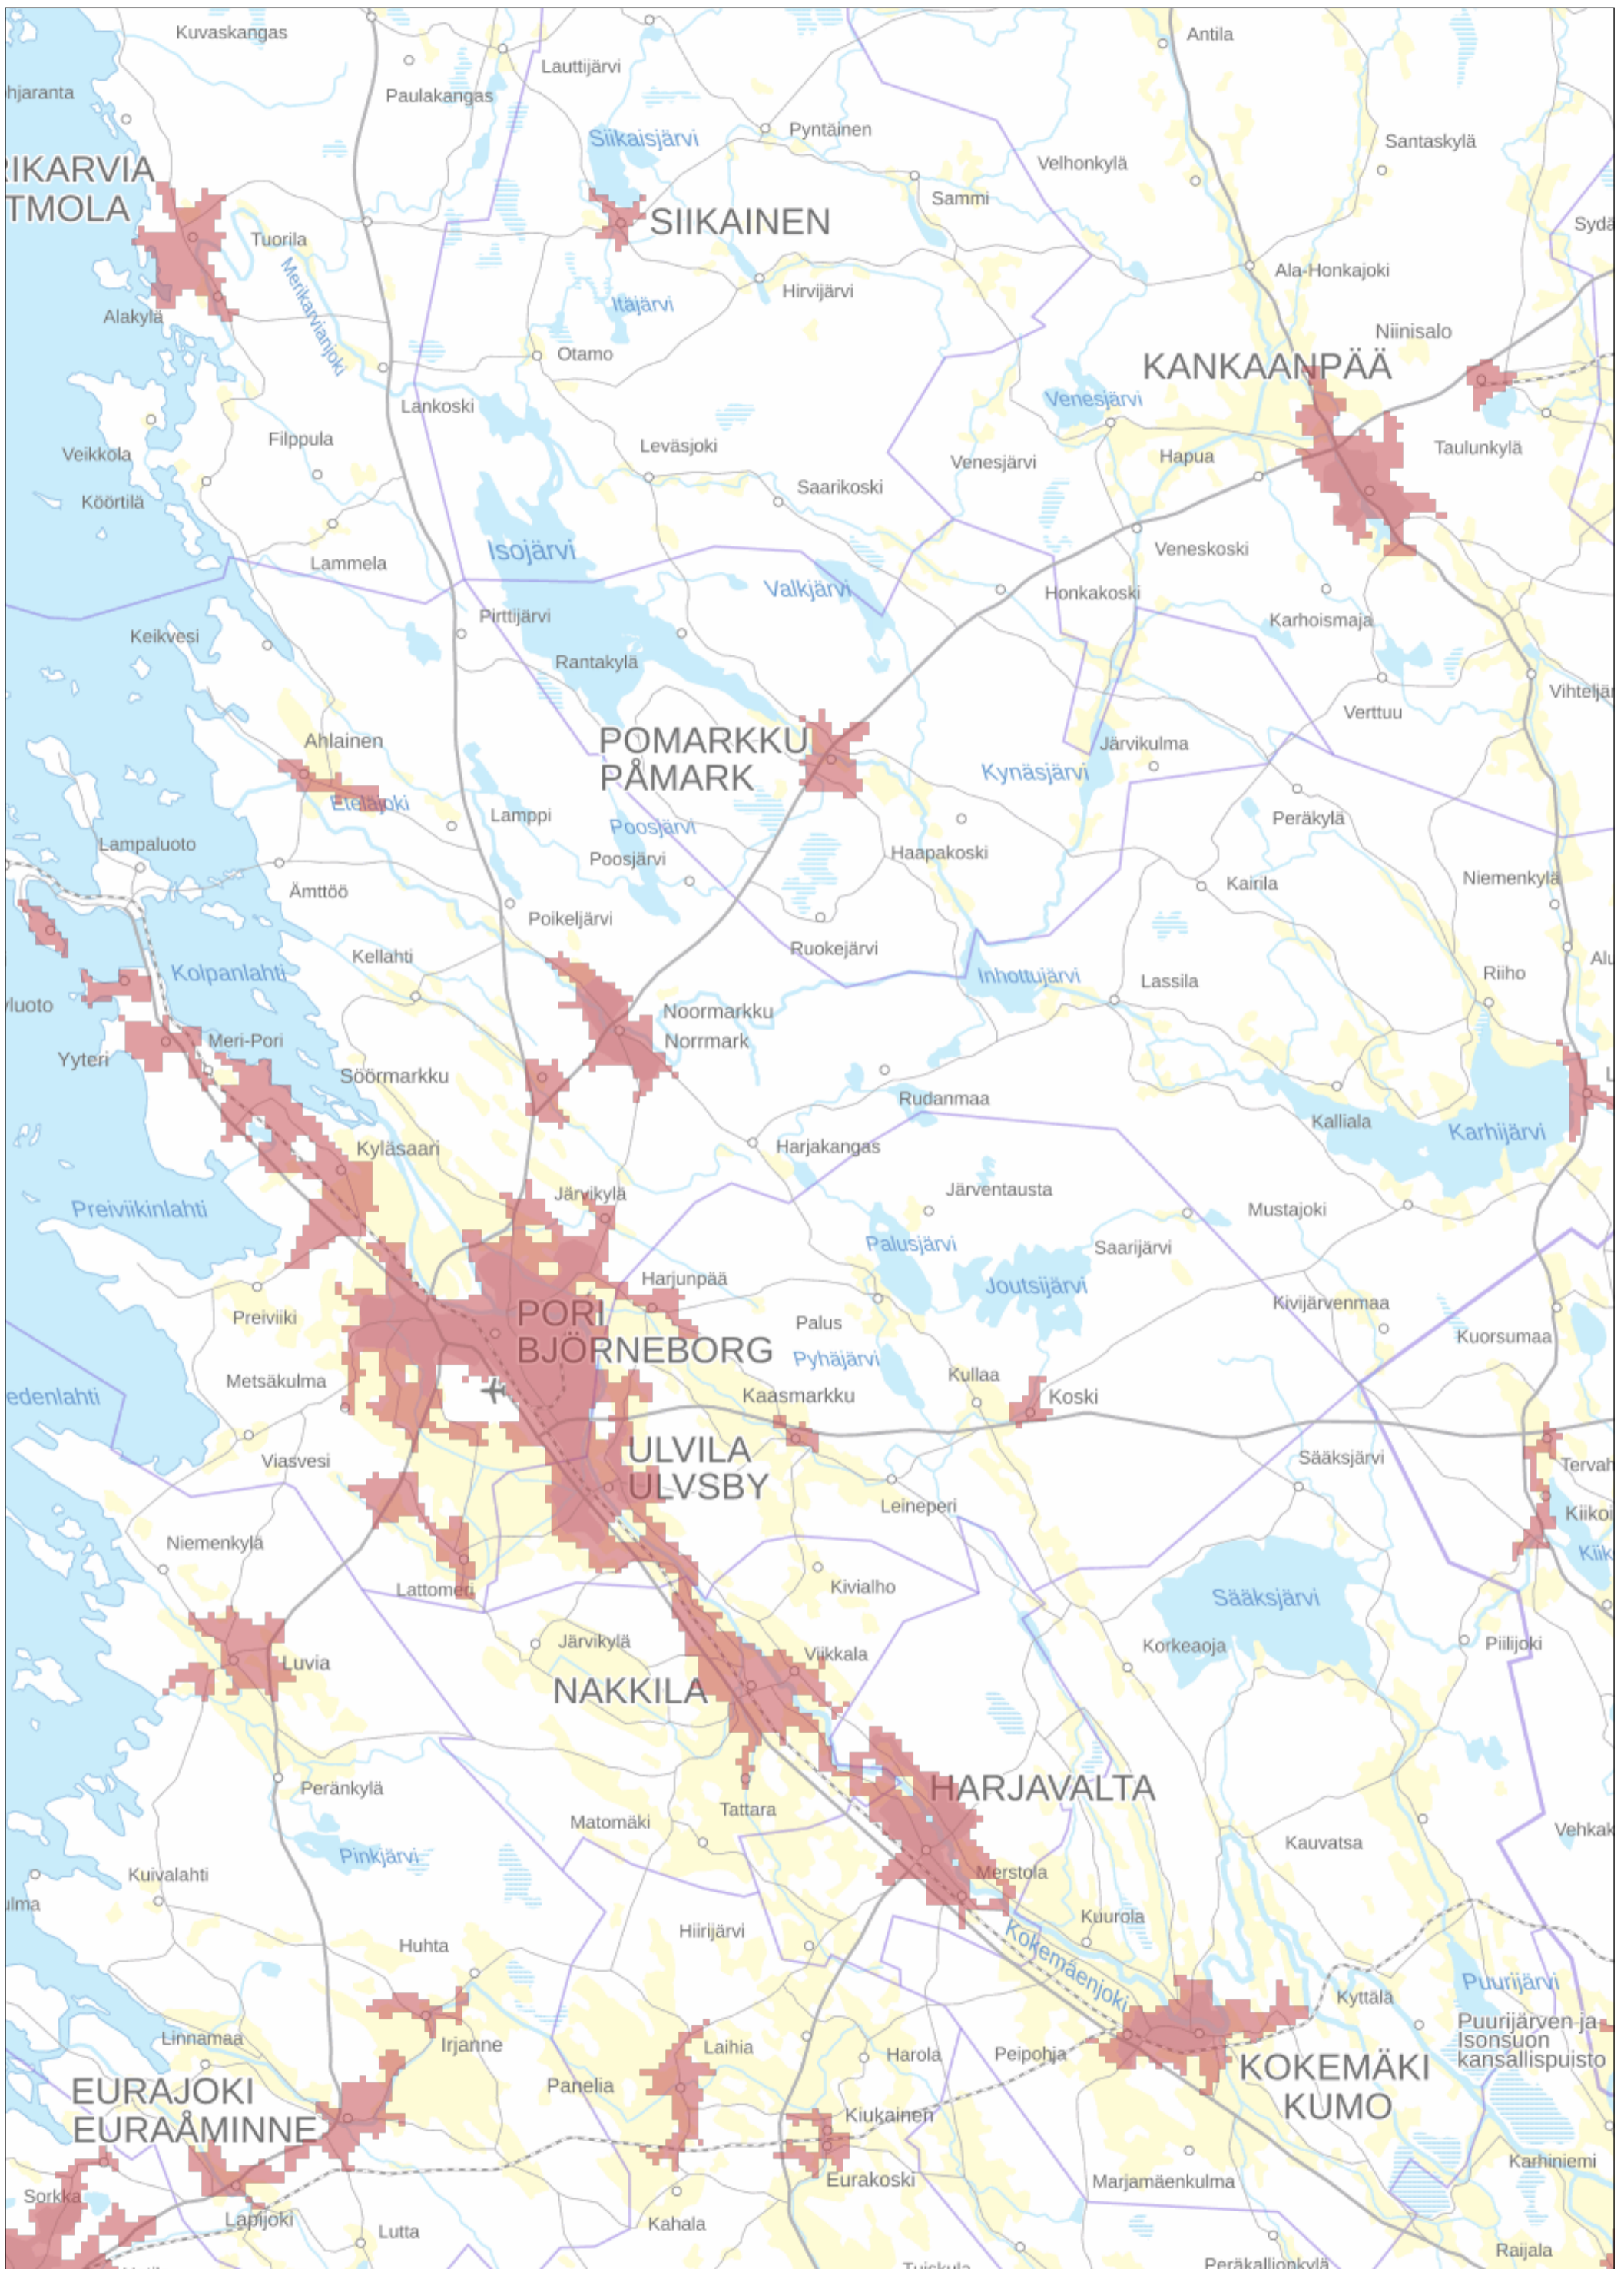 Kuvaskangas
Antila
Lauttijärvi
Paulakangas
Pyntäinen
Siikaisjärvi
Santaskylä
Velhonkylä
Sammi
SIIKAINEN
Tuorila
Ala-Honkajoki
Merikarvianjoki
Hirvijärvi
Itäjärvi
Alakylä
Niinisalo
Otamo
KANKAANPÄÄ
Venesjärvi
Lankoski
Filppula
Leväsjoki
Veikkola
Venesjärvi
Hapua
Taulunkylä
Saarikoski
Köörtilä
Isojärvi
Veneskoski
Lammela
Valkjärvi
Honkakoski
Pirttijärvi
Karhoismaja
Keikvesi
Rantakylä
Verttuu
Ahlainen
POMARKKU
PÅMARK
Järvikulma
Kynäsjärvi
Eteläjoki
Lamppi
Poosjärvi
Peräkylä
Lampaluoto
Poosjärvi
Haapakoski
Ämttöö
Kairila
Niemenkylä
Poikeljärvi
Ruokejärvi
Kellahti
Kolpanlahti
Inhottujärvi
Lassila
Riiho
Noormarkku
Norrmark
Meri-Pori
Yyteri
Söörmarkku
Rudanmaa
Kalliala
Karhijärvi
Kyläsaari
Harjakangas
Järvikylä
Järventausta
Preiviikinlahti
Mustajoki
Palusjärvi
Saarijärvi
Harjunpää
Joutsijärvi
Kivijärvenmaa
Preiviiki
PORI
BJÖRNEBORG
Palus
Kuorsumaa
Pyhäjärvi
Metsäkulma
Kullaa
Kaasmarkku
Koski
ULVILA
ULVSBY
Viasvesi
Sääksjärvi
Leineperi
Niemenkylä
Lattomeri
Kivialho
Sääksjärvi
Järvikylä
Viikkala
Korkeaoja
Piilijoki
Luvia
NAKKILA
Peränkylä
HARJAVALTA
Tattara
Matomäki
Kauvatsa
Pinkjärvi
Kuivalahti
Merstola
Kuurola
Hiirijärvi
Huhta
Kokemäenjoki
Puurijärvi
Kyttälä
Puurijärven ja
Isonsuon
kansallispuisto
Linnamaa
Irjanne
Laihia
Harola
Peipohja
KOKEMÄKI
KUMO
Panelia
EURAJOKI
EURAÅMINNE
Kiukainen
Karhiniemi
Eurakoski
Marjamäenkulma
Sorkka
Lapijoki
Lutta
Kahala
Raijala